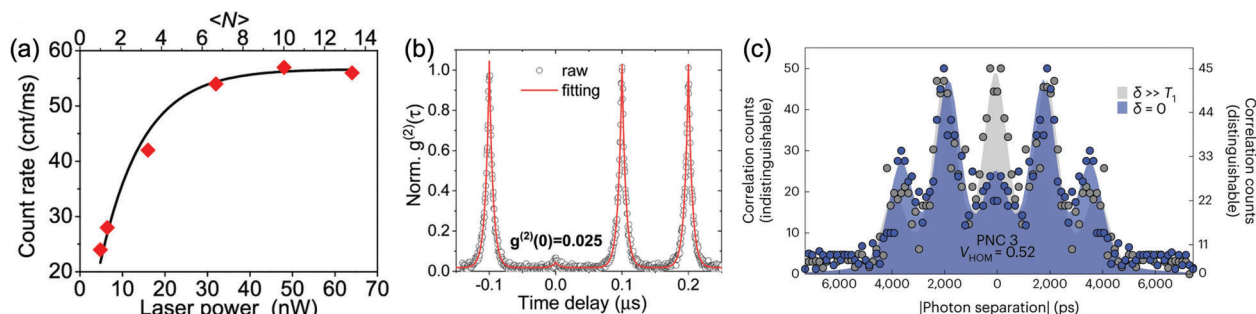 (a)
<N>
0 2 4 6 8 10 12 14
60
50
40
30
20
Count rate (cnt/ms)
0 10 20 30 40 50 60 70
Laser power (nW)
(b)
1.0
0.8
0.6
0.4
0.2
0.0
Norm. g(2)(τ)
raw
fitting
g(2)(0)=0.025
-0.1 0.0 0.1 0.2
Time delay (μs)
(c)
50
40
30
20
10
0
Correlation counts
(indistinguishable)
δ >> T1
δ = 0
PNC 3
VHOM = 0.52
45
44
33
22
11
0
Correlation counts
(distinguishable)
6,000 4,000 2,000 0 2,000 4,000 6,000
|Photon separation| (ps)